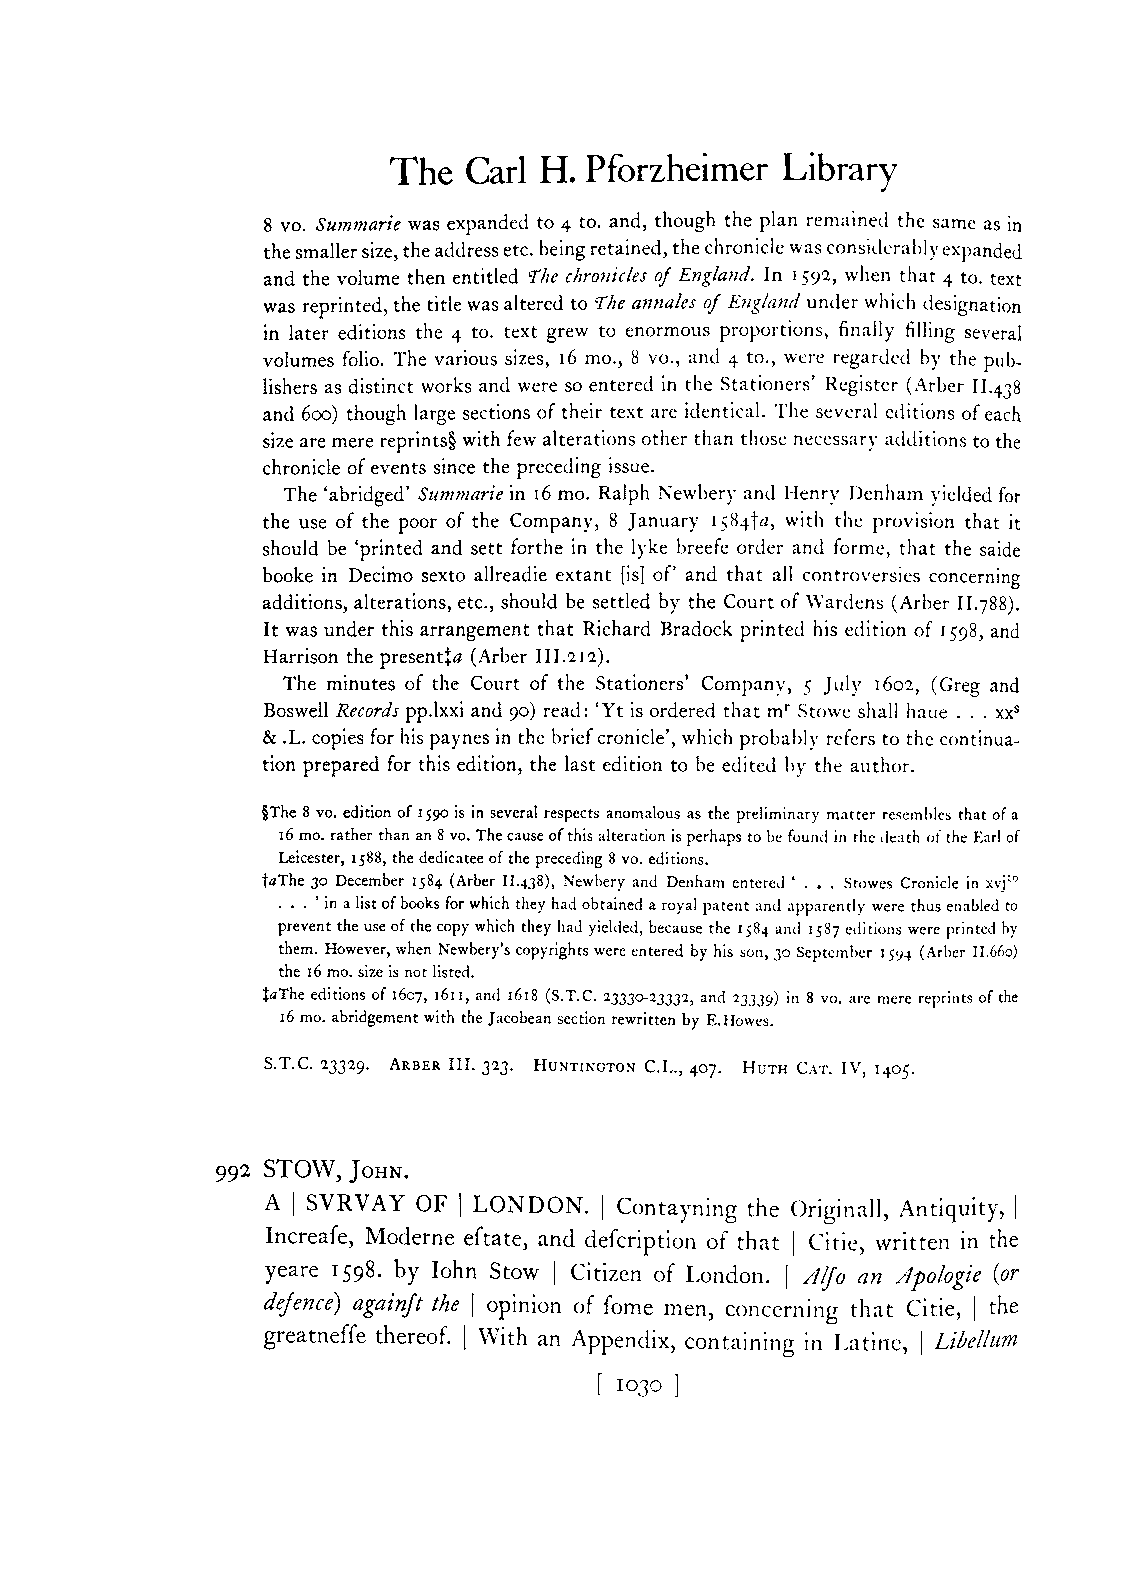 The Carl H. Pforzheimer Library
8 vo. Summarie was expanded to 4 to. and, though the plan remained the same as in
the smaller size, the address etc. being retained, the chronicle was considerably expanded
and the volume then entitled The chronicles of England. In 1592, when that 4 to. text
was reprinted, the title was altered to The annales of England under which designation
in later editions the 4 to. text grew to enormous proportions, finally filling several
volumes folio. The various sizes, 16 mo., 8 vo., and 4 to., were regarded by the pub-
lishers as distinct works and were so entered in the Stationers' Register (Arber II.438
and 600) though large sections of their text are identical. The several editions of each
size are mere reprints§ with few alterations other than those necessary additions to the
chronicle of events since the preceding issue.
The ‘abridged’ Summarie in 16 mo. Ralph Newbery and Henry Denham yielded for
the use of the poor of the Company, 8 January 1584†a, with the provision that it
should be ‘printed and sett forthe in the lyke breefe order and forme, that the saide
booke in Decimo sexto allreadie extant [is] of’ and that all controversies concerning
additions, alterations, etc., should be settled by the Court of Wardens (Arber II.788).
It was under this arrangement that Richard Bradock printed his edition of 1598, and
Harrison the present‡a (Arber III.212).
The minutes of the Court of the Stationers' Company, 5 July 1602, (Greg and
Boswell Records pp.lxxi and 90) read: ‘Yt is ordered that mʳ Stowe shall haue . . . xxˢ
& .L. copies for his paynes in the brief cronicle’, which probably refers to the continua-
tion prepared for this edition, the last edition to be edited by the author.
§The 8 vo. edition of 1590 is in several respects anomalous as the preliminary matter resembles that of a
16 mo. rather than an 8 vo. The cause of this alteration is perhaps to be found in the death of the Earl of
Leicester, 1588, the dedicatee of the preceding 8 vo. editions.
†aThe 30 December 1584 (Arber II.438), Newbery and Denham entered ‘ . . . Stowes Cronicle in xvjᵗᵒ
. . . ’ in a list of books for which they had obtained a royal patent and apparently were thus enabled to
prevent the use of the copy which they had yielded, because the 1584 and 1587 editions were printed by
them. However, when Newbery's copyrights were entered by his son, 30 September 1594 (Arber II.660)
the 16 mo. size is not listed.
‡aThe editions of 1607, 1611, and 1618 (S.T.C. 23330-23332, and 23339) in 8 vo. are mere reprints of the
16 mo. abridgement with the Jacobean section rewritten by E.Howes.
S.T.C. 23329. ARBER III. 323. HUNTINGTON C.L., 407. HUTH CAT. IV, 1405.
992 STOW, JOHN.
A | SVRVAY OF | LONDON. | Contayning the Originall, Antiquity, |
Increaſe, Moderne eſtate, and deſcription of that | Citie, written in the
yeare 1598. by Iohn Stow | Citizen of London. | Alſo an Apologie (or
defence) againſt the | opinion of ſome men, concerning that Citie, | the
greatneſſe thereof. | With an Appendix, containing in Latine, | Libellum
[ 1030 ]